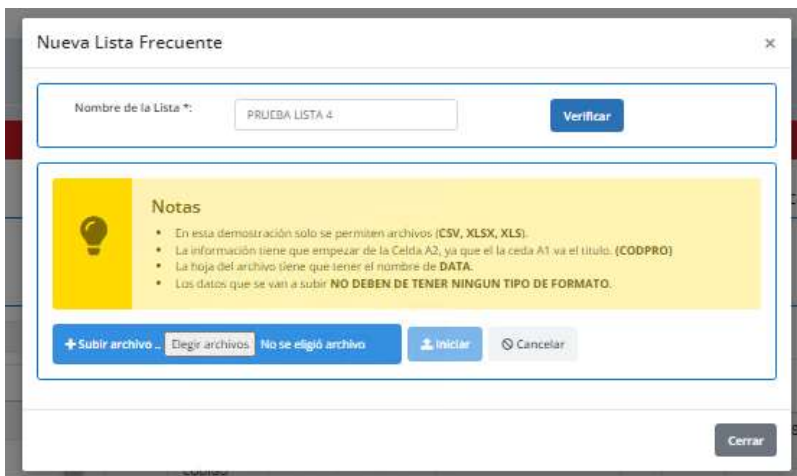 Nueva Lista Frecuente
×
Nombre de la Lista *:
PRUEBA LISTA 4
Verificar
Notas
• En esta demostración solo se permiten archivos (CSV, XLSX, XLS).
• La información tiene que empezar de la Celda A2, ya que el la ceda A1 va el titulo. (CODPRO)
• La hoja del archivo tiene que tener el nombre de DATA.
• Los datos que se van a subir NO DEBEN DE TENER NINGUN TIPO DE FORMATO.
+ Subir archivo .. Elegir archivos No se eligió archivo
Iniciar
Cancelar
Cerrar
CODIGO